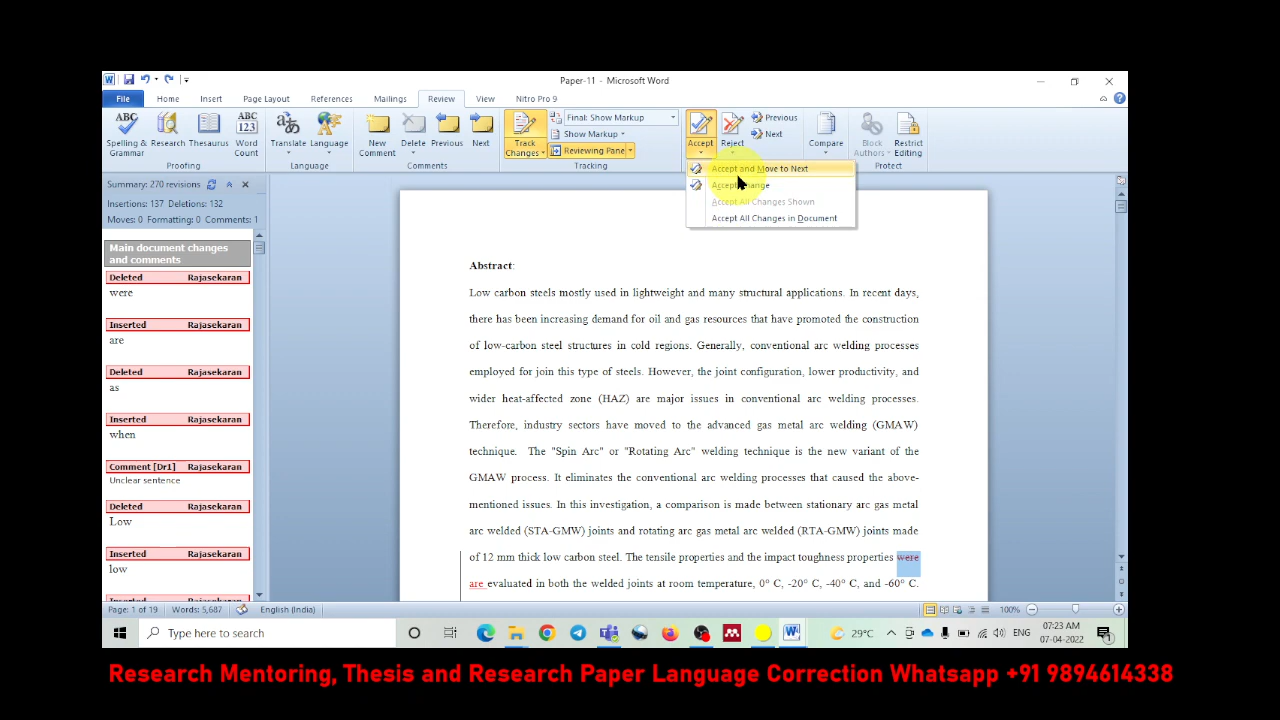 Paper-11 - Microsoft Word
File Home Insert Page Layout References Mailings Review View Nitro Pro 9
ABC ABC 123
Final: Show Markup
Show Markup
Reviewing Pane
Previous
Next
Spelling & Grammar Research Thesaurus Word Count Translate Language New Comment Delete Previous Next Track Changes Accept Reject Compare Block Authors Restrict Editing
Proofing Language Comments Tracking Protect
Accept and Move to Next
Accept All Changes Shown
Accept All Changes in Document
Summary: 270 revisions
Insertions: 137 Deletions: 132
Moves: 0 Formatting: 0 Comments: 1
Main document changes
and comments
Deleted Rajasekaran
were
Inserted Rajasekaran
are
Deleted Rajasekaran
as
Inserted Rajasekaran
when
Comment [Dr1] Rajasekaran
Unclear sentence
Deleted Rajasekaran
Low
Inserted Rajasekaran
low
Abstract:
Low carbon steels mostly used in lightweight and many structural applications. In recent days,
there has been increasing demand for oil and gas resources that have promoted the construction
of low-carbon steel structures in cold regions. Generally, conventional arc welding processes
employed for join this type of steels. However, the joint configuration, lower productivity, and
wider heat-affected zone (HAZ) are major issues in conventional arc welding processes.
Therefore, industry sectors have moved to the advanced gas metal arc welding (GMAW)
technique. The "Spin Arc" or "Rotating Arc" welding technique is the new variant of the
GMAW process. It eliminates the conventional arc welding processes that caused the above-
mentioned issues. In this investigation, a comparison is made between stationary arc gas metal
arc welded (STA-GMW) joints and rotating arc gas metal arc welded (RTA-GMW) joints made
of 12 mm thick low carbon steel. The tensile properties and the impact toughness properties were
are evaluated in both the welded joints at room temperature, 0° C, -20° C, -40° C, and -60° C.
Page: 1 of 19 Words: 5,687 English (India) 100%
Type here to search
29°C ENG
07:23 AM
07-04-2022
Research Mentoring, Thesis and Research Paper Language Correction Whatsapp +91 9894614338